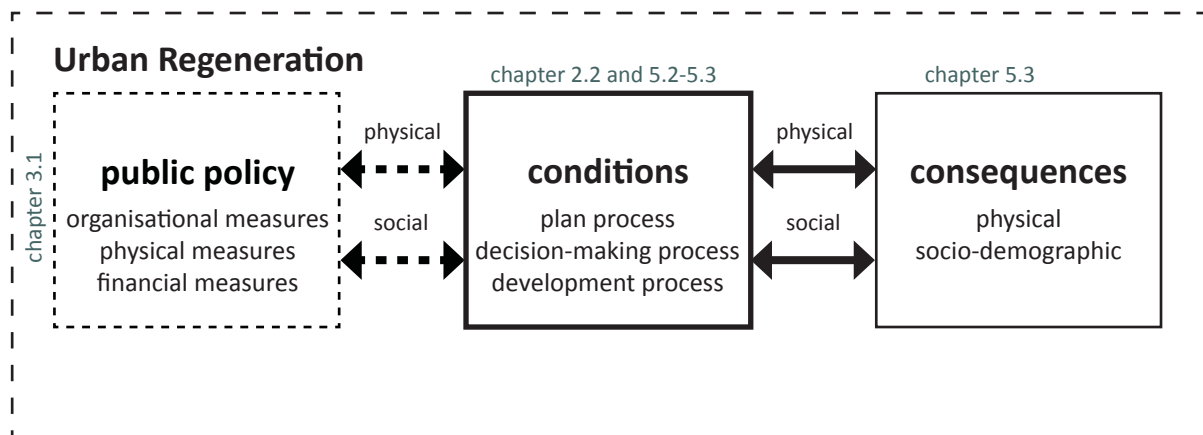 Urban Regeneration
chapter 3.1
public policy
organisational measures
physical measures
financial measures
physical
social
chapter 2.2 and 5.2-5.3
conditions
plan process
decision-making process
development process
physical
social
chapter 5.3
consequences
physical
socio-demographic